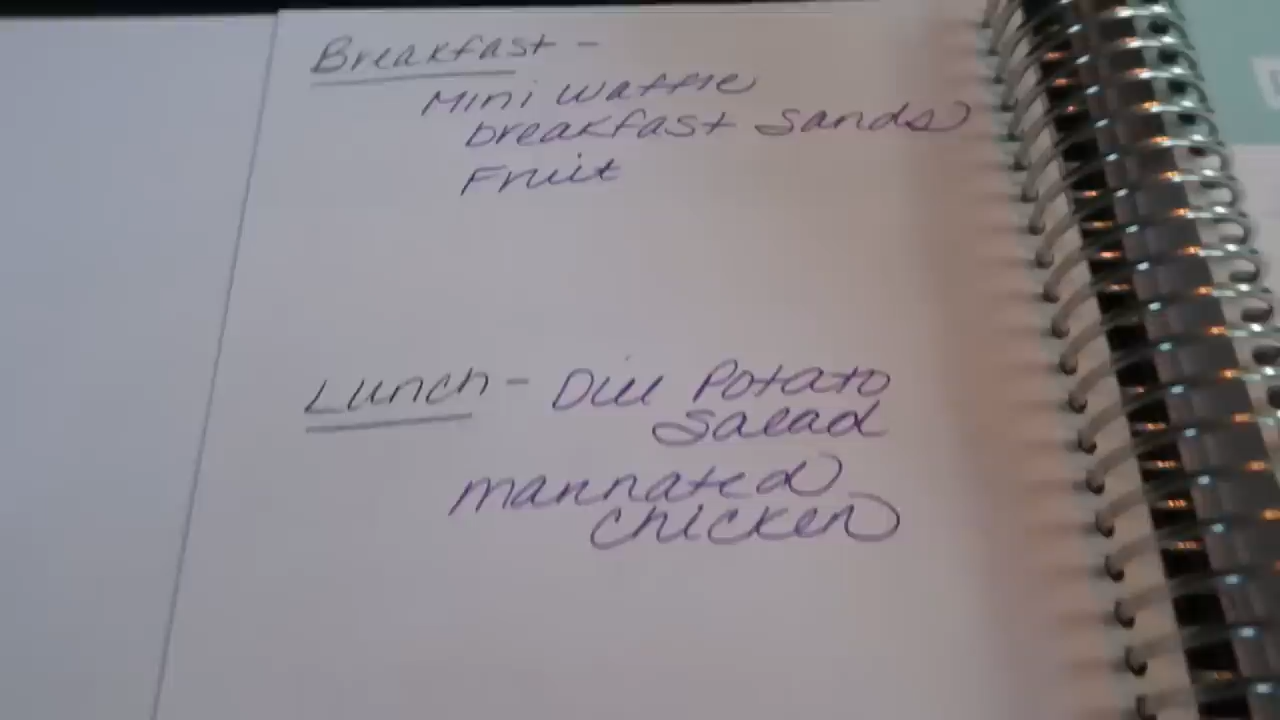 Breakfast -
Mini waffle
breakfast sands
Fruit
Lunch - Dill Potato
Salad
marinated
chicken